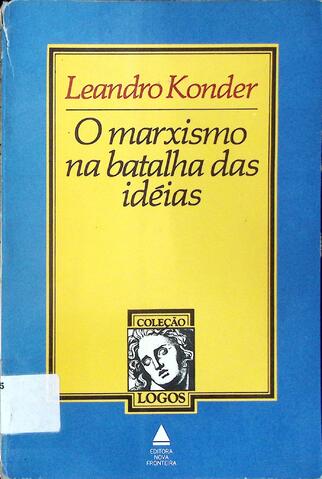 Leandro Konder
O marxismo
na batalha das
idéias
COLEÇÃO
LOGOS
EDITORA
NOVA
FRONTEIRA